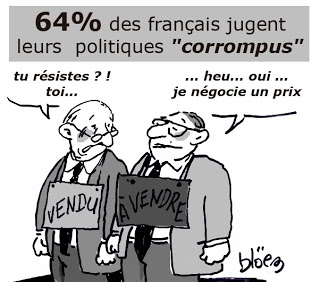 64% des français jugent
leurs politiques "corrompus"
tu résistes ? !
toi...
... heu... oui ...
je négocie un prix
VENDU
À VENDRE
blöez